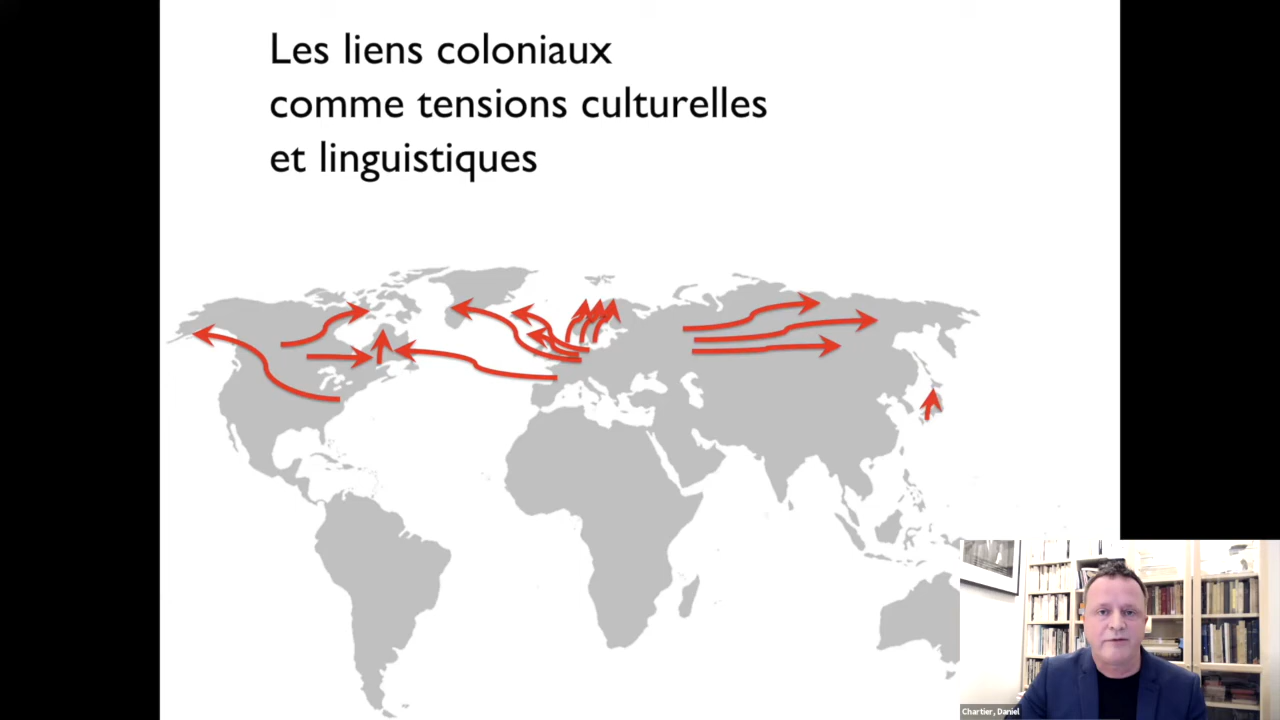 Les liens coloniaux
comme tensions culturelles
et linguistiques
Chartier, Daniel